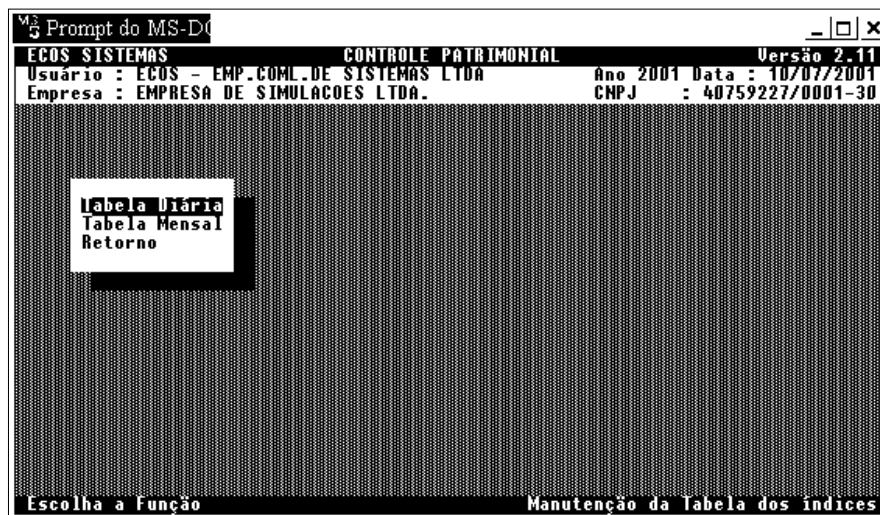 Prompt do MS-DO
ECOS SISTEMAS CONTROLE PATRIMONIAL Versão 2.11
Usuário : ECOS - EMP.COML.DE SISTEMAS LTDA Ano 2001 Data : 10/07/2001
Empresa : EMPRESA DE SIMULACOES LTDA. CNPJ : 40759227/0001-30
Tabela Diária
Tabela Mensal
Retorno
Escolha a Função Manutenção da Tabela dos índices